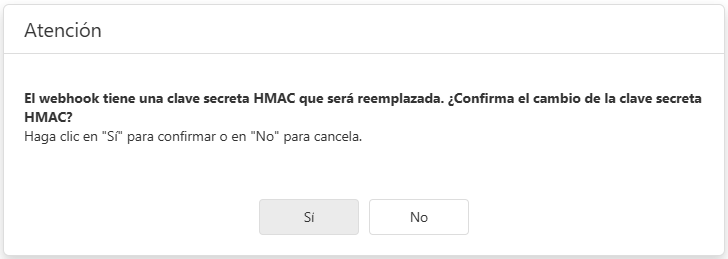 Atención
El webhook tiene una clave secreta HMAC que será reemplazada. ¿Confirma el cambio de la clave secreta
HMAC?
Haga clic en "Sí" para confirmar o en "No" para cancela.
Sí
No